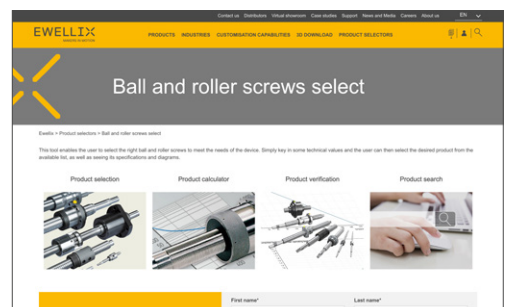 Contact us Distributors Virtual showroom Case studies Support News and Media Careers About us EN
EWELLIX
MAKERS IN MOTION
PRODUCTS INDUSTRIES CUSTOMISATION CAPABILITIES 3D DOWNLOAD PRODUCT SELECTORS
Ball and roller screws select
Ewellix > Product selectors > Ball and roller screws select
This tool enables the user to select the right ball and roller screws to meet the needs of the device. Simply key in some technical values and the user can then select the desired product from the
available list, as well as seeing its specifications and diagrams.
Product selection Product calculator Product verification Product search
First name* Last name*